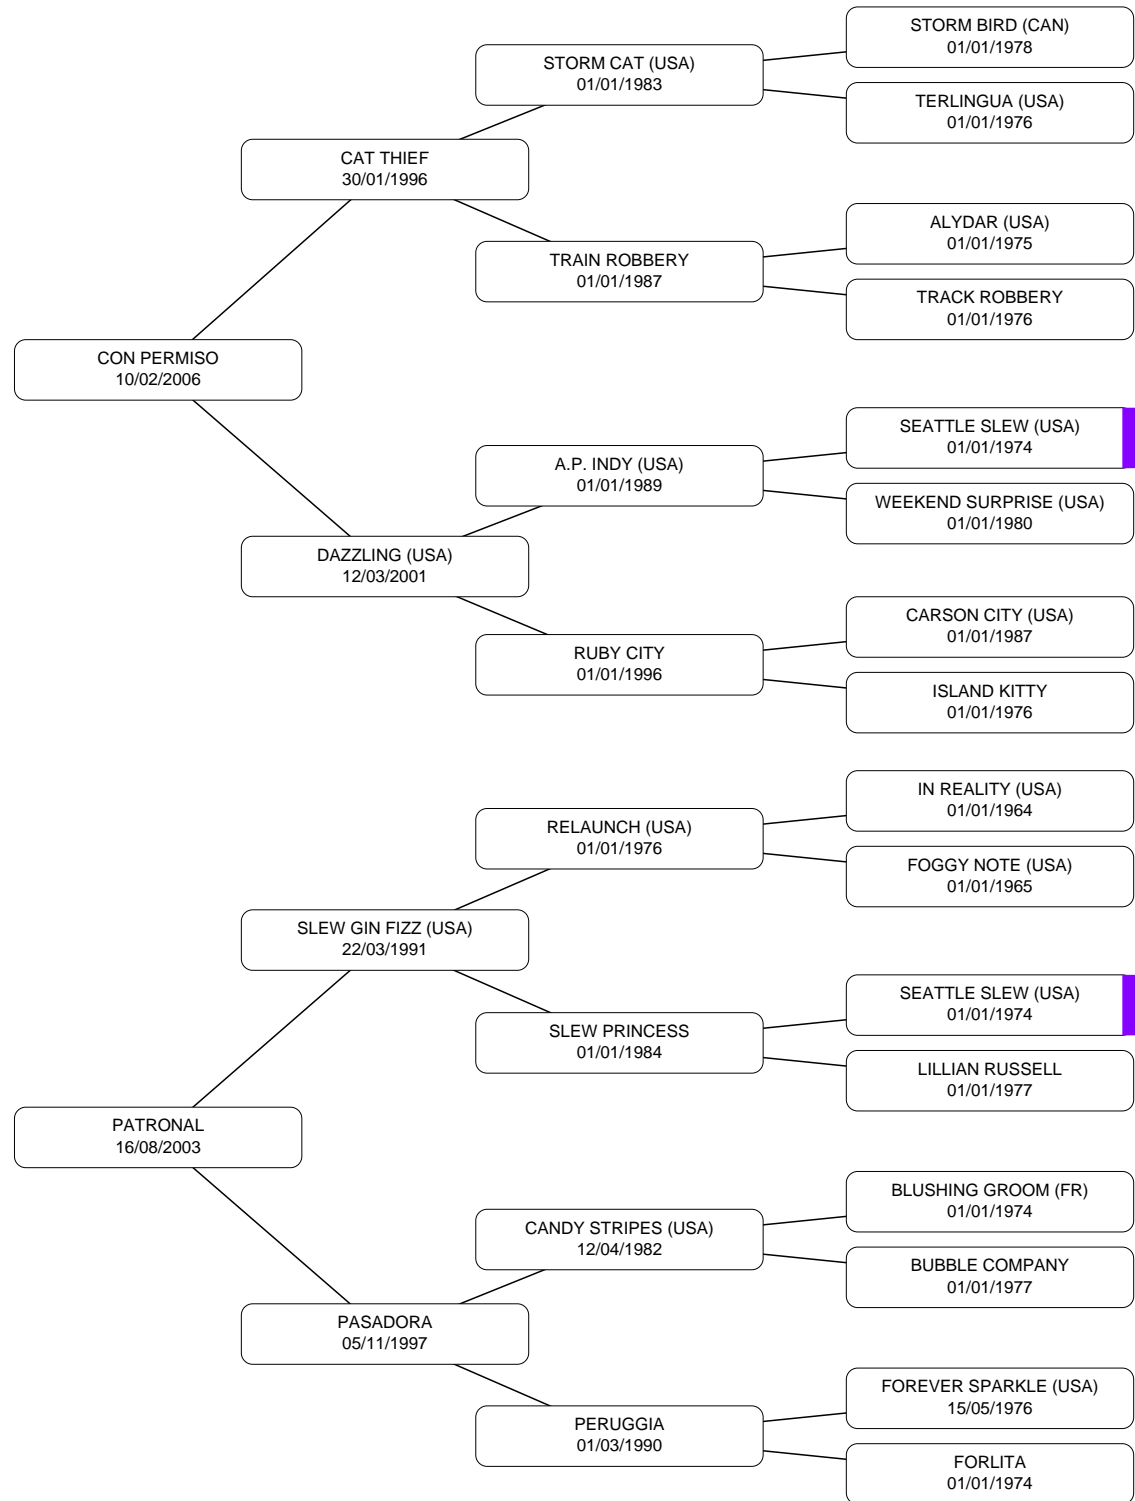 STORM BIRD (CAN)
01/01/1978
STORM CAT (USA)
01/01/1983
TERLINGUA (USA)
01/01/1976
CAT THIEF
30/01/1996
ALYDAR (USA)
01/01/1975
TRAIN ROBBERY
01/01/1987
TRACK ROBBERY
01/01/1976
CON PERMISO
10/02/2006
SEATTLE SLEW (USA)
01/01/1974
A.P. INDY (USA)
01/01/1989
WEEKEND SURPRISE (USA)
01/01/1980
DAZZLING (USA)
12/03/2001
CARSON CITY (USA)
01/01/1987
RUBY CITY
01/01/1996
ISLAND KITTY
01/01/1976
IN REALITY (USA)
01/01/1964
RELAUNCH (USA)
01/01/1976
FOGGY NOTE (USA)
01/01/1965
SLEW GIN FIZZ (USA)
22/03/1991
SEATTLE SLEW (USA)
01/01/1974
SLEW PRINCESS
01/01/1984
LILLIAN RUSSELL
01/01/1977
PATRONAL
16/08/2003
BLUSHING GROOM (FR)
01/01/1974
CANDY STRIPES (USA)
12/04/1982
BUBBLE COMPANY
01/01/1977
PASADORA
05/11/1997
FOREVER SPARKLE (USA)
15/05/1976
PERUGGIA
01/03/1990
FORLITA
01/01/1974